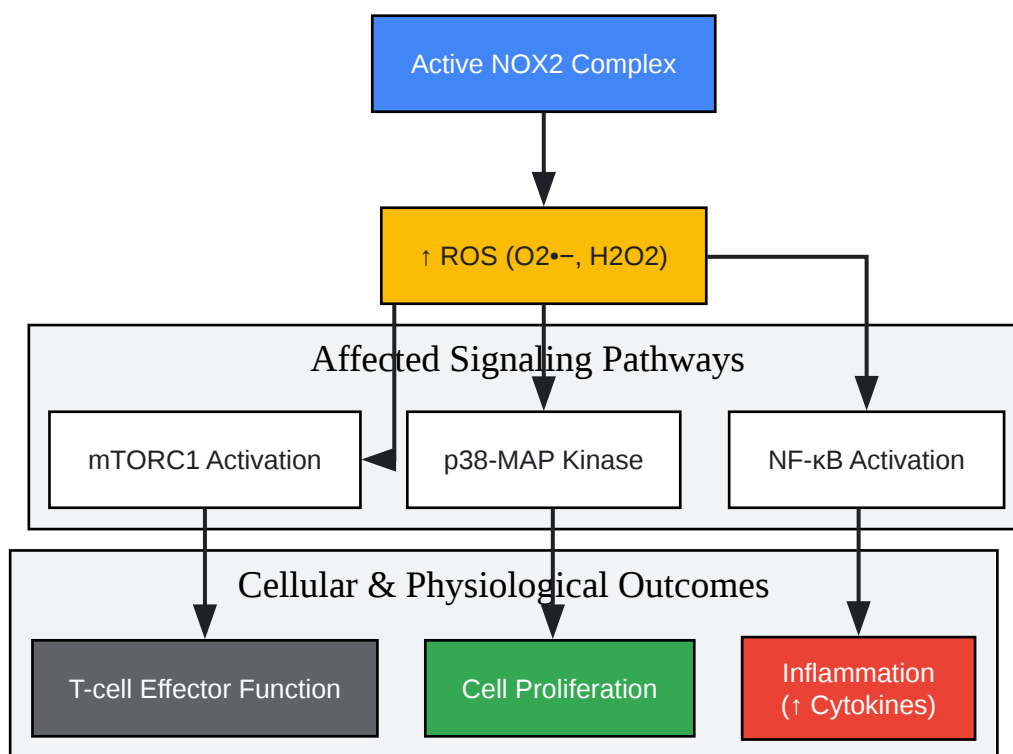 Active NOX2 Complex
↑ ROS (O2•−, H2O2)
Affected Signaling Pathways
mTORC1 Activation
p38-MAP Kinase
NF-κB Activation
Cellular & Physiological Outcomes
T-cell Effector Function
Cell Proliferation
Inflammation
(↑ Cytokines)